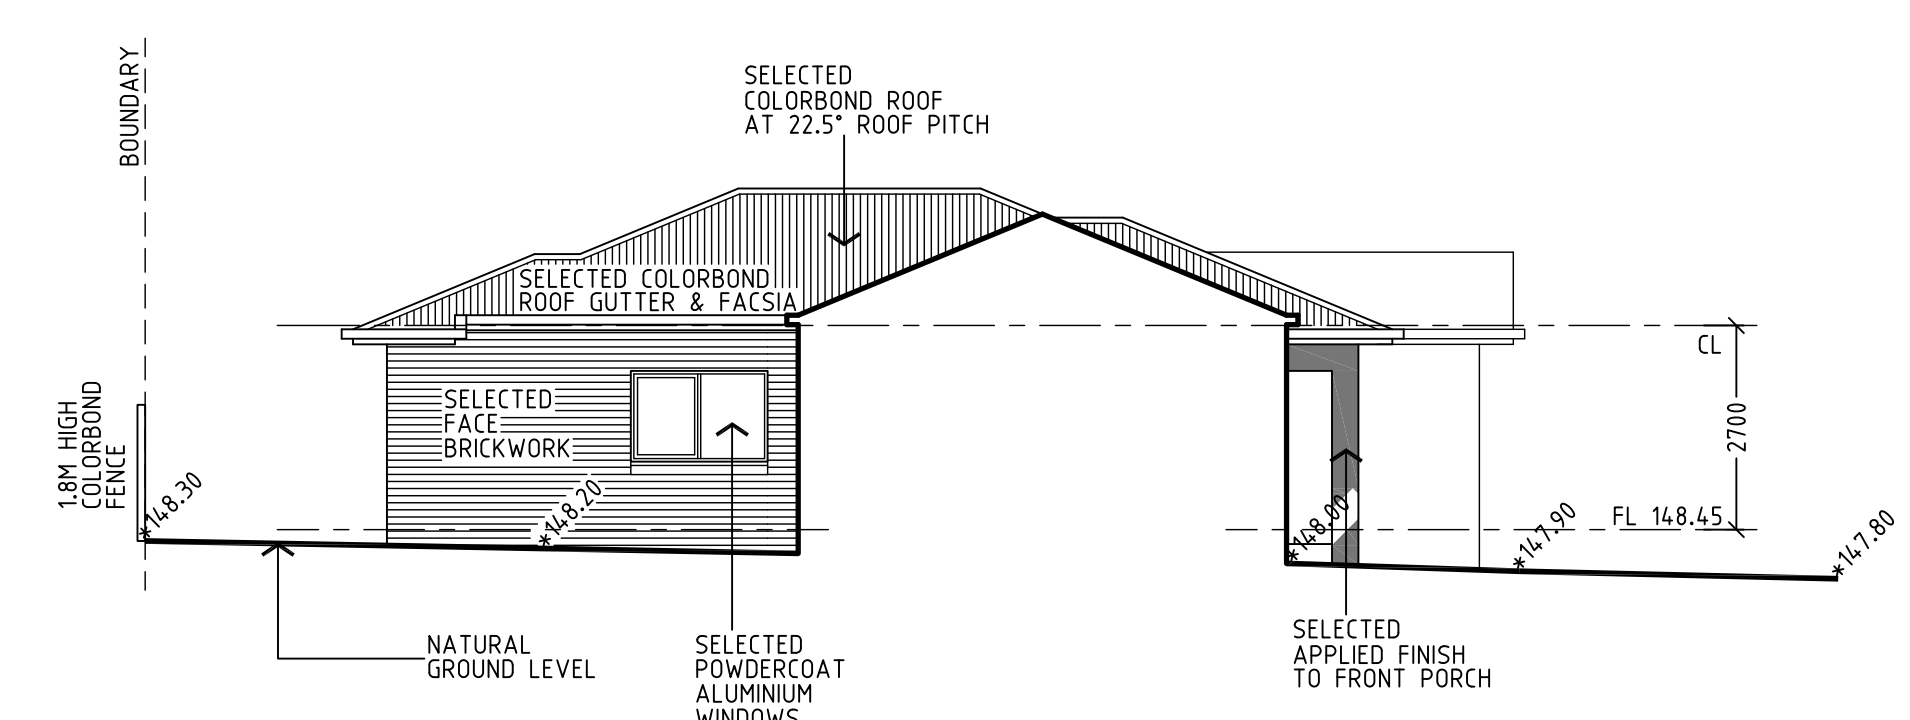 BOUNDARY
SELECTED
COLORBOND ROOF
AT 22.5° ROOF PITCH
SELECTED COLORBOND
ROOF GUTTER & FACSIA
CL
1.8M HIGH
COLORBOND
FENCE
SELECTED
FACE
BRICKWORK
2700
*148.30
*148.20
*148.00
*147.90
FL 148.45
*147.80
NATURAL
GROUND LEVEL
SELECTED
POWDERCOAT
ALUMINIUM
WINDOWS
SELECTED
APPLIED FINISH
TO FRONT PORCH